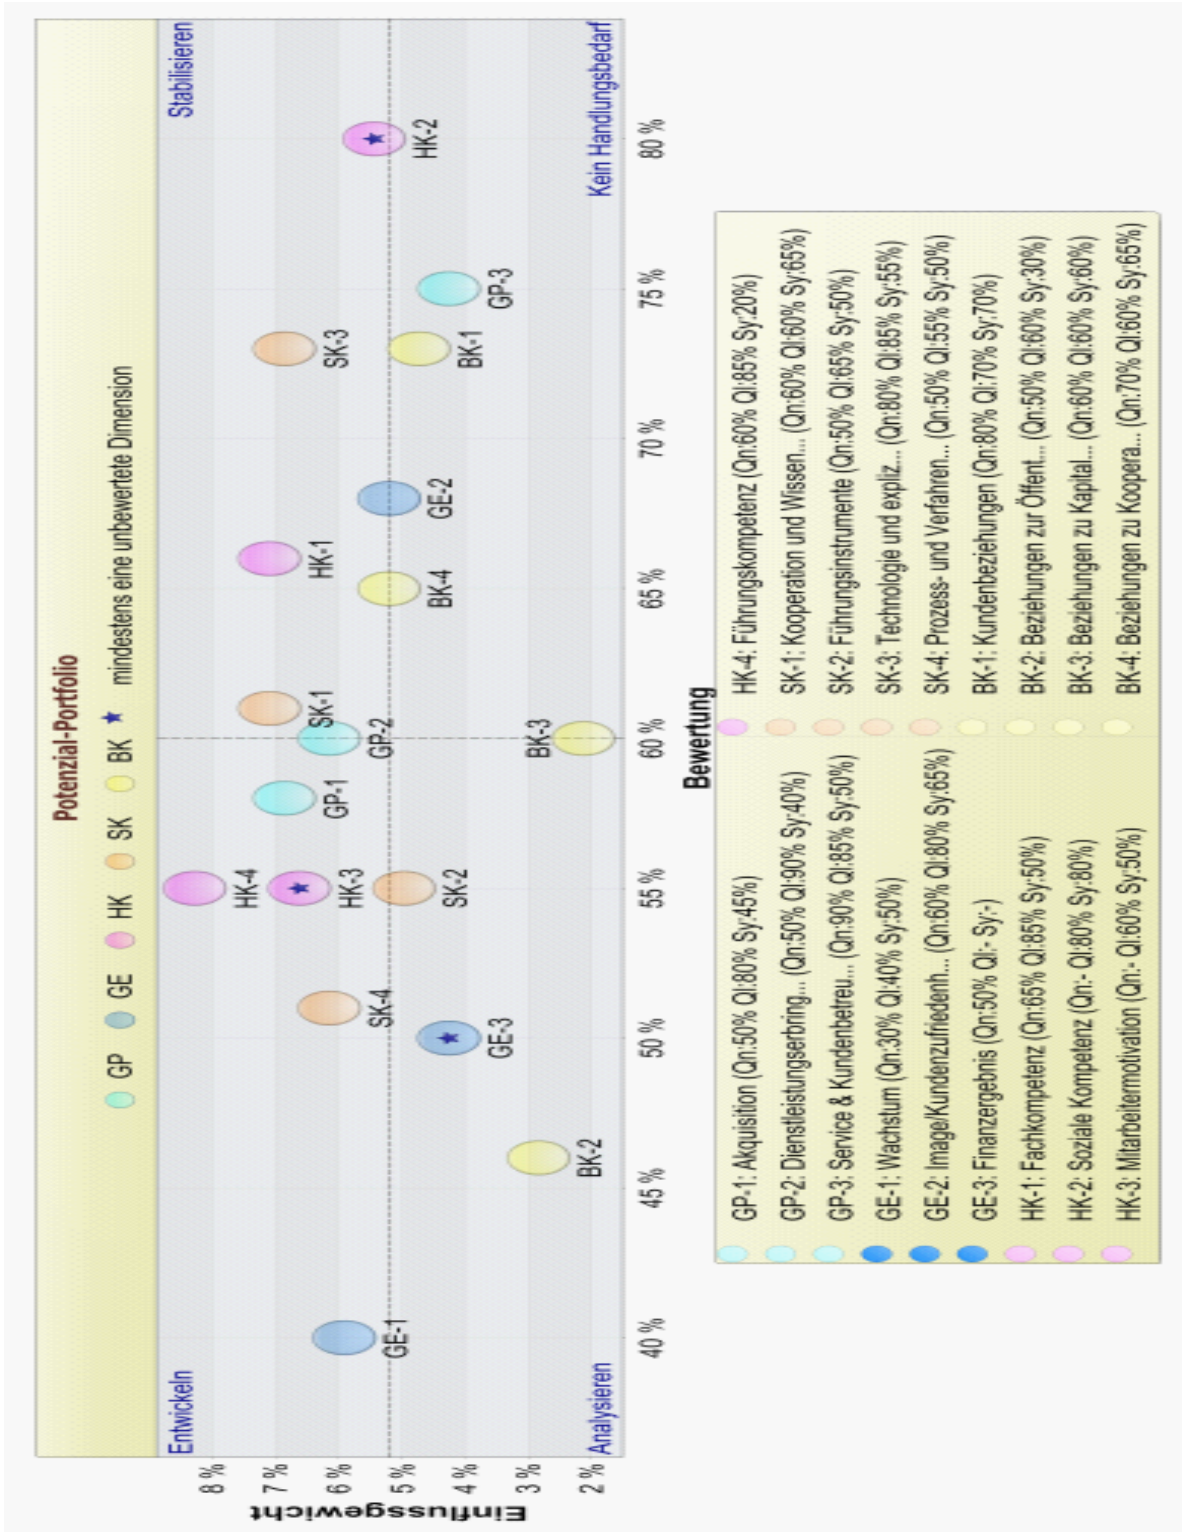 Potenzial-Portfolio
GP GE HK SK BK ★ mindestens eine unbewertete Dimension
Entwickeln
Stabilisieren
Einflussgewicht
8 %
7 %
6 %
5 %
4 %
3 %
2 %
HK-4
HK-3
HK-1
SK-1
SK-3
GP-1
GP-2
SK-4
GE-1
HK-2
GE-2
BK-4
SK-2
BK-1
GP-3
GE-3
BK-2
BK-3
Analysieren
Kein Handlungsbedarf
40 %
45 %
50 %
55 %
60 %
65 %
70 %
75 %
80 %
Bewertung
GP-1: Akquisition (Qn:50% Ql:80% Sy:45%)
GP-2: Dienstleistungserbring... (Qn:50% Ql:90% Sy:40%)
GP-3: Service & Kundenbetreu... (Qn:90% Ql:85% Sy:50%)
GE-1: Wachstum (Qn:30% Ql:40% Sy:50%)
GE-2: Image/Kundenzufriedenh... (Qn:60% Ql:80% Sy:65%)
GE-3: Finanzergebnis (Qn:50% Ql:- Sy:-)
HK-1: Fachkompetenz (Qn:65% Ql:85% Sy:50%)
HK-2: Soziale Kompetenz (Qn:- Ql:80% Sy:80%)
HK-3: Mitarbeitermotivation (Qn:- Ql:60% Sy:50%)
HK-4: Führungskompetenz (Qn:60% Ql:85% Sy:20%)
SK-1: Kooperation und Wissen... (Qn:60% Ql:60% Sy:65%)
SK-2: Führungsinstrumente (Qn:50% Ql:65% Sy:50%)
SK-3: Technologie und expliz... (Qn:80% Ql:85% Sy:55%)
SK-4: Prozess- und Verfahren... (Qn:50% Ql:55% Sy:50%)
BK-1: Kundenbeziehungen (Qn:80% Ql:70% Sy:70%)
BK-2: Beziehungen zur Öffent... (Qn:50% Ql:60% Sy:30%)
BK-3: Beziehungen zu Kapital... (Qn:60% Ql:60% Sy:60%)
BK-4: Beziehungen zu Koopera... (Qn:70% Ql:60% Sy:65%)